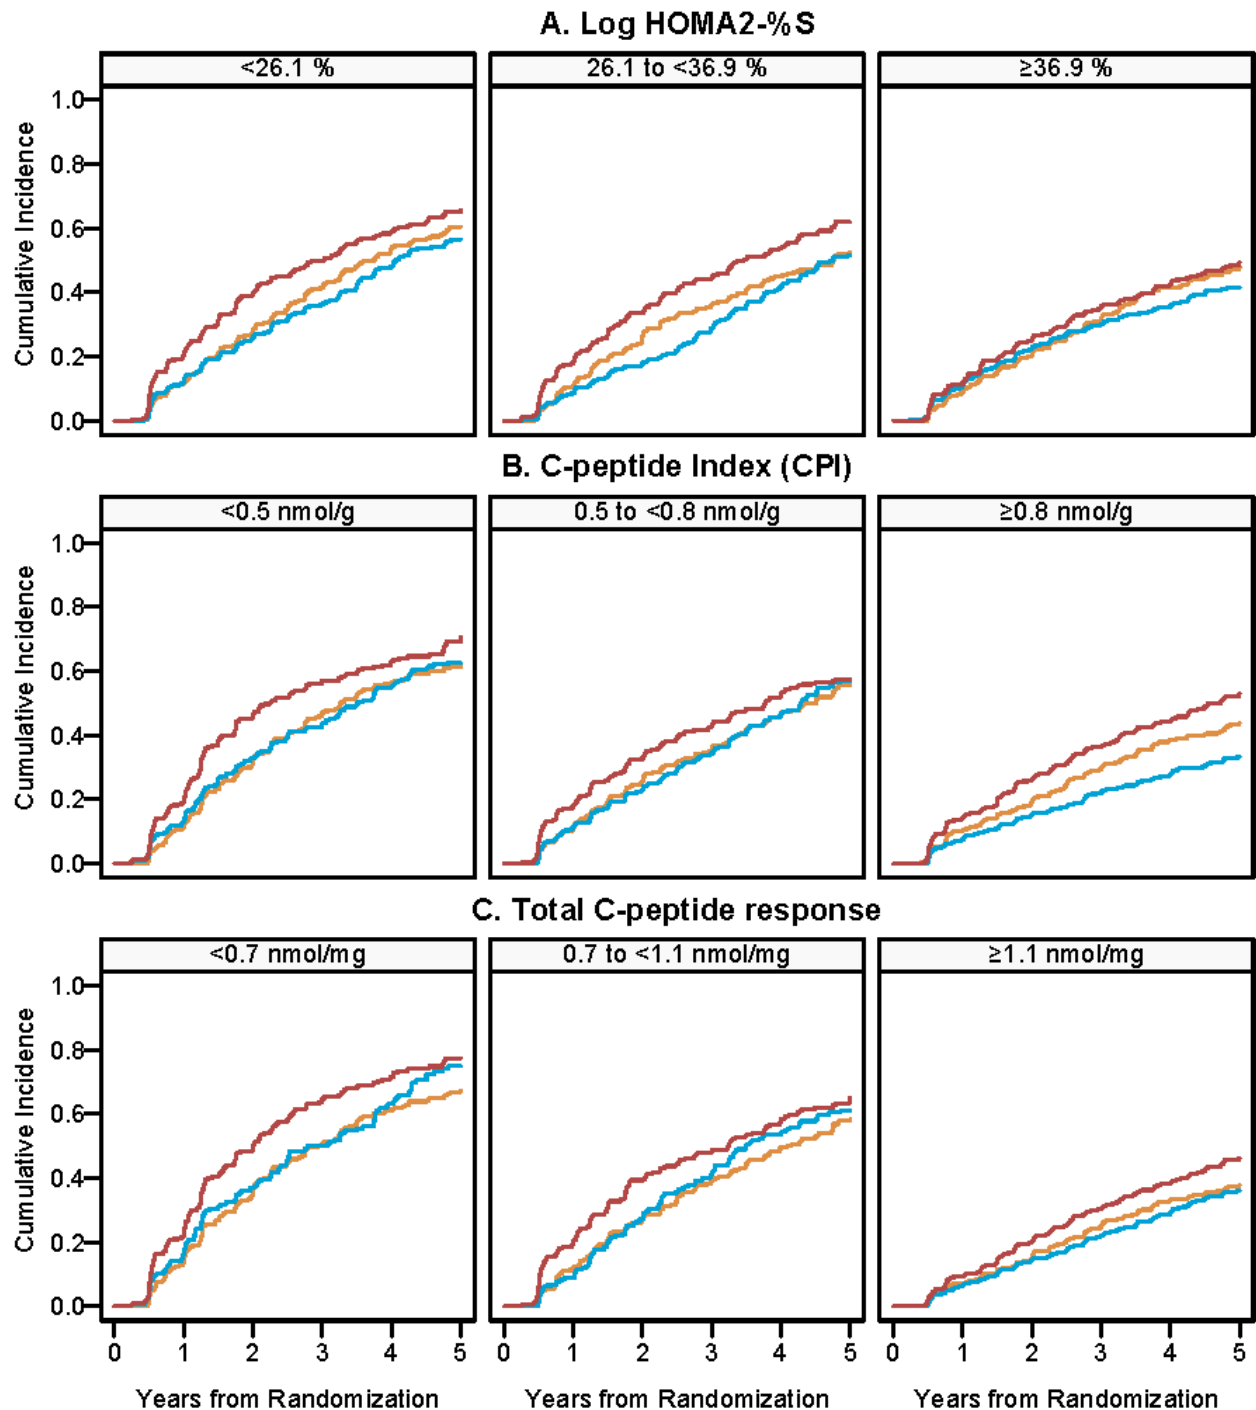 A. Log HOMA2-%S
<26.1 %
26.1 to <36.9 %
≥36.9 %
Cumulative Incidence
1.0
0.8
0.6
0.4
0.2
0.0
B. C-peptide Index (CPI)
<0.5 nmol/g
0.5 to <0.8 nmol/g
≥0.8 nmol/g
Cumulative Incidence
1.0
0.8
0.6
0.4
0.2
0.0
C. Total C-peptide response
<0.7 nmol/mg
0.7 to <1.1 nmol/mg
≥1.1 nmol/mg
Cumulative Incidence
1.0
0.8
0.6
0.4
0.2
0.0
0 1 2 3 4 5
0 1 2 3 4 5
0 1 2 3 4 5
Years from Randomization
Years from Randomization
Years from Randomization